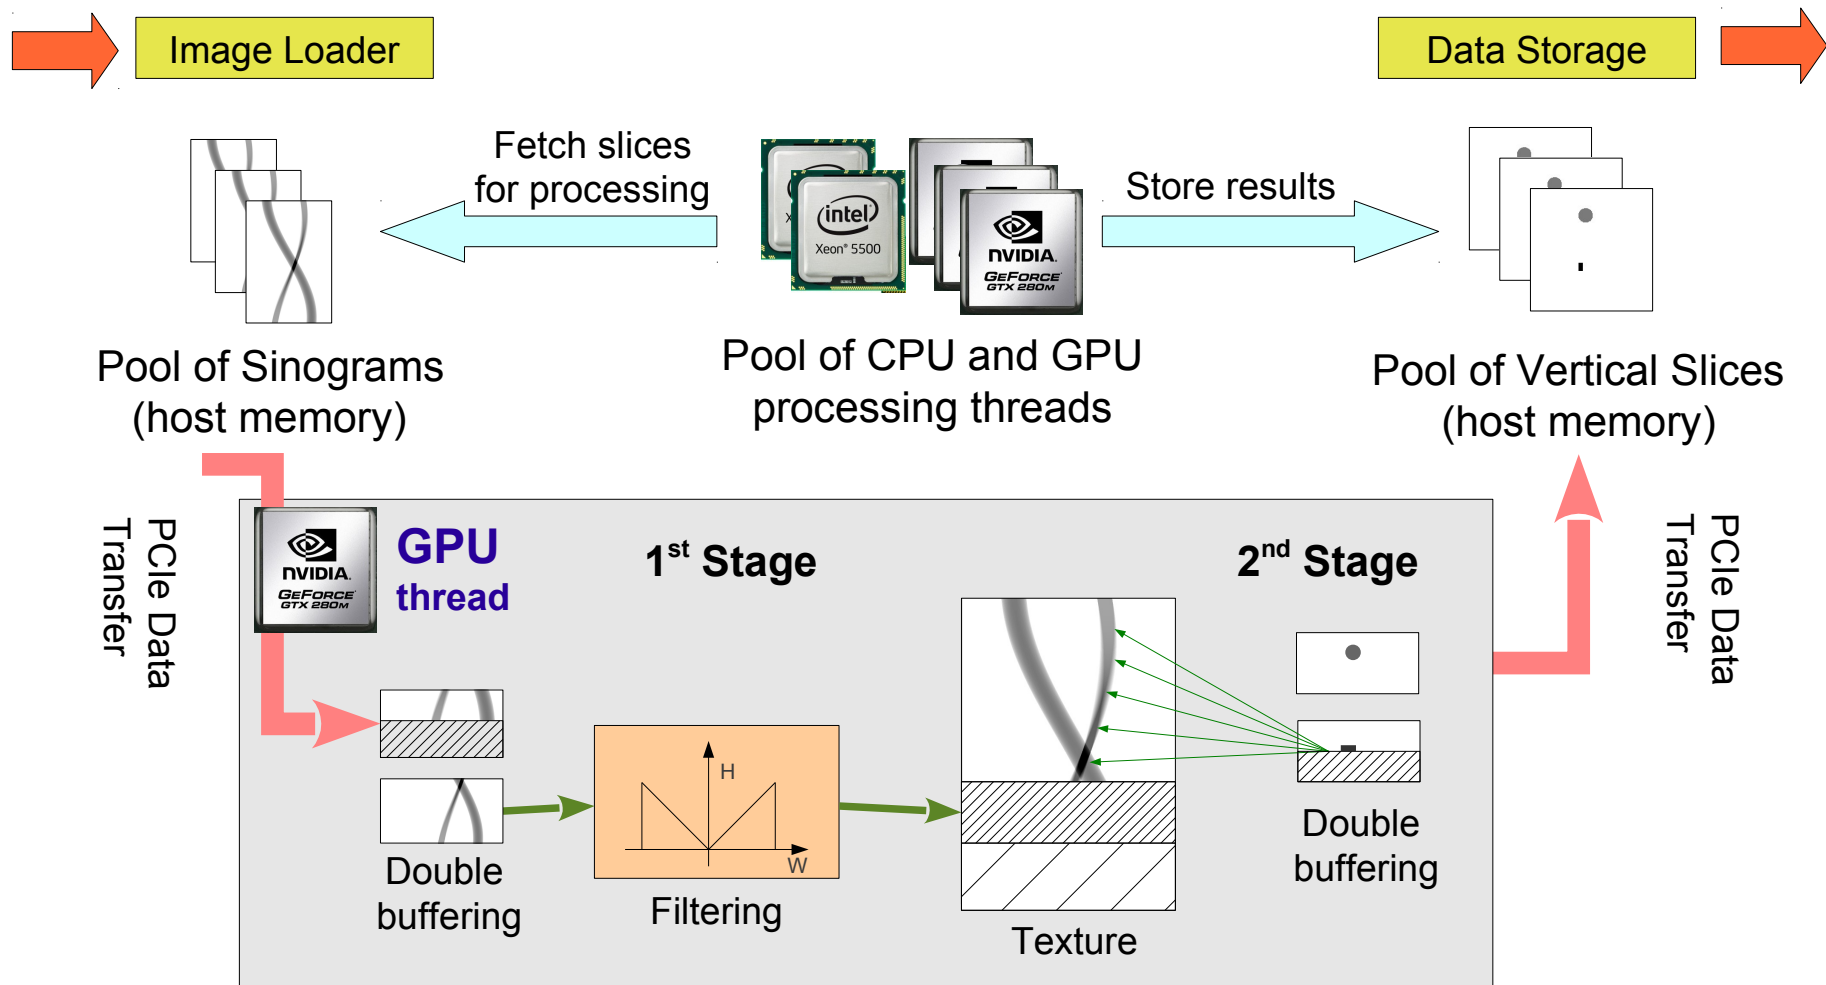 Image Loader
Data Storage
Fetch slices
for processing
intel
Xeon® 5500
NVIDIA.
GEFORCE
GTX 280M
Store results
Pool of Sinograms
(host memory)
Pool of CPU and GPU
processing threads
Pool of Vertical Slices
(host memory)
PCIe Data
Transfer
NVIDIA.
GEFORCE
GTX 280M
GPU
thread
1st Stage
2nd Stage
PCIe Data
Transfer
H
W
Double
buffering
Filtering
Texture
Double
buffering